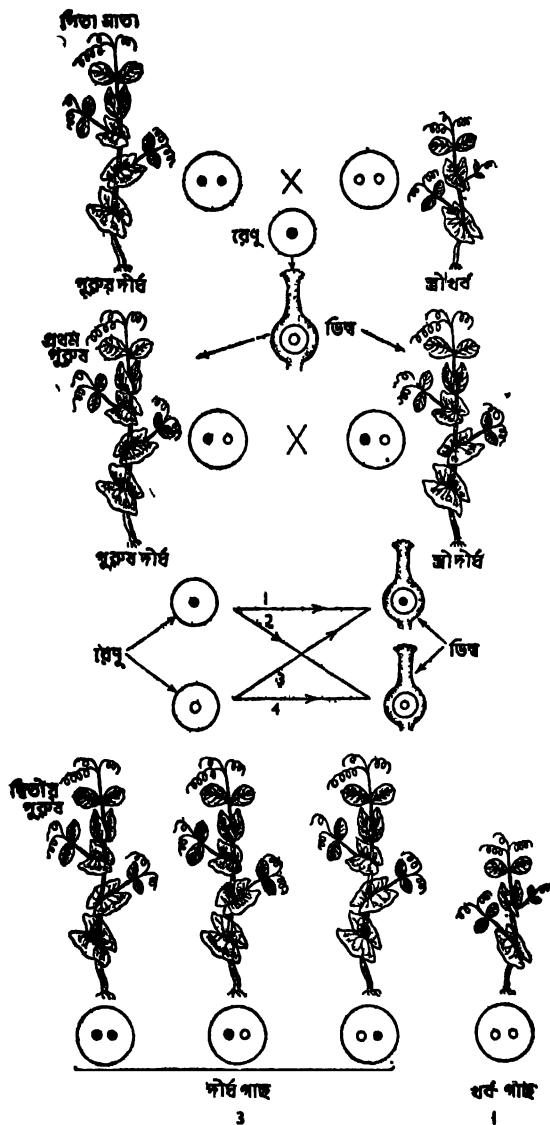 পিতা মাতা
×
রেণু
পুরুষ দীর্ঘ
স্ত্রী খর্ব
প্রথম
পুরুষ
ডিম্ব
×
পুরুষ দীর্ঘ
স্ত্রী দীর্ঘ
1
2
রেণু
ডিম্ব
3
4
দ্বিতীয়
পুরুষ
দীর্ঘ গাছ
খর্ব গাছ
3
1